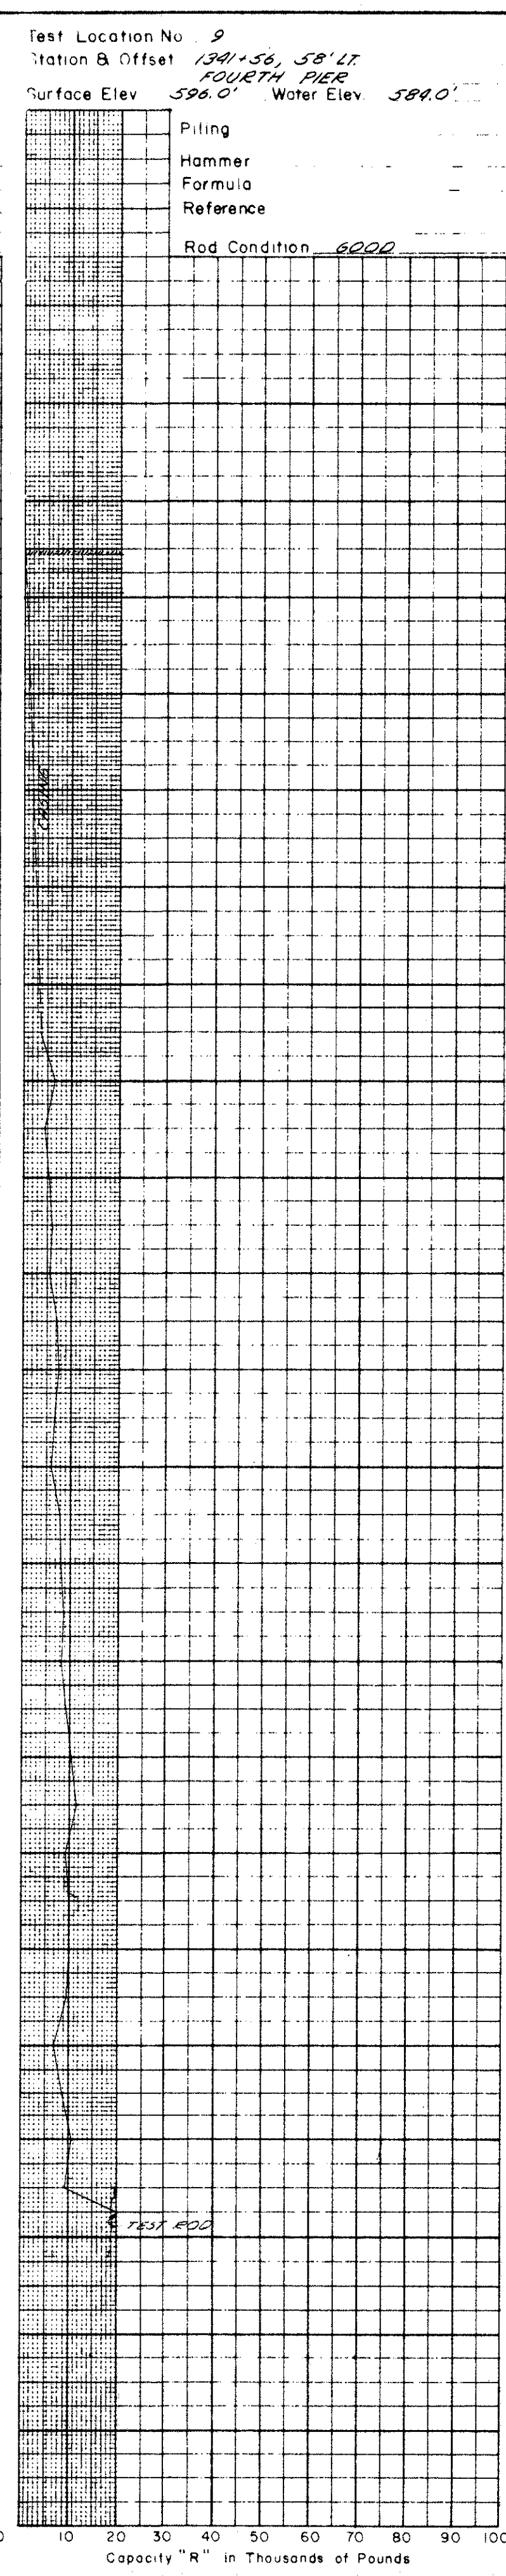 Test Location No. 9
Station & Offset 1341+56, 58' LT.
FOURTH PIER
Surface Elev 596.0' Water Elev. 584.0'
Piling
Hammer
Formula
Reference
Rod Condition GOOD
CASING
TEST ROD
0 10 20 30 40 50 60 70 80 90 100
Capacity "R" in Thousands of Pounds